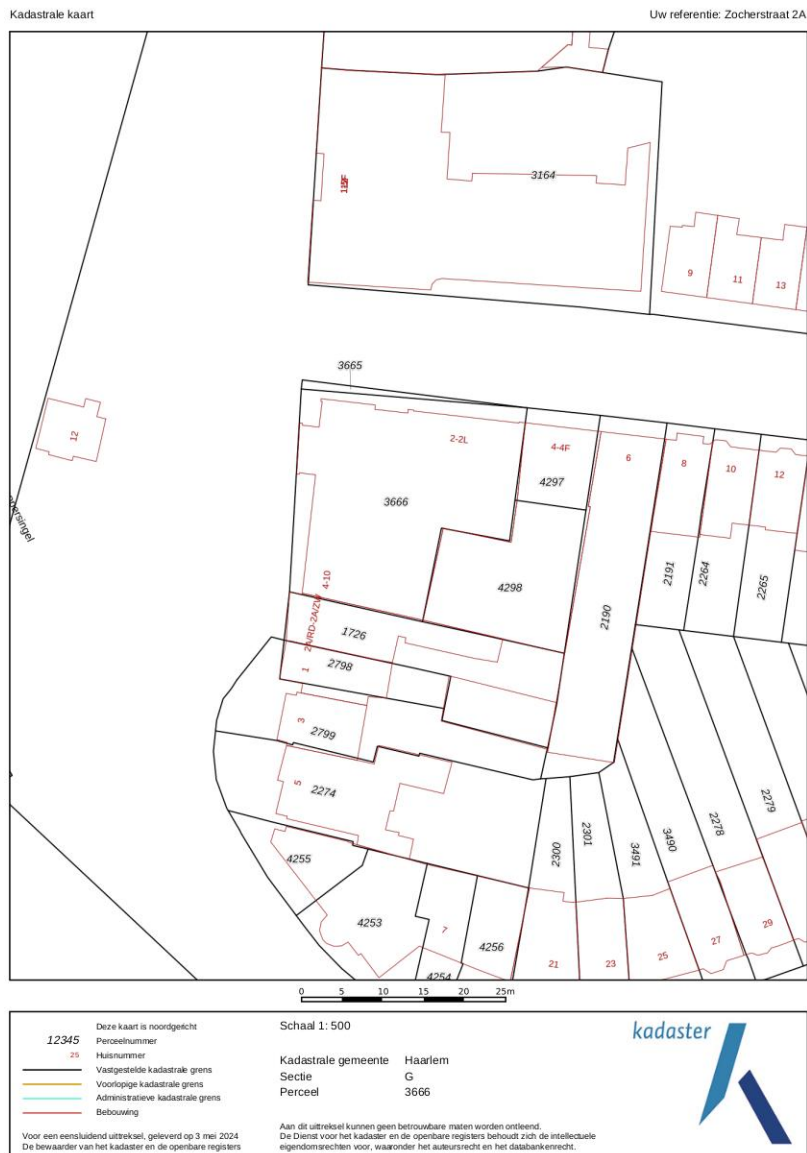 Kadastrale kaart
Uw referentie: Zocherstraat 2A
3164
9
11
13
3665
12
2-2L
4-4F
6
8
10
12
4297
3666
4298
2190
2191
2264
2265
4-10
2A/RD-2A/ZW
1726
1
2798
3
2799
5
2274
2300
2301
3491
3490
2278
2279
4255
4253
7
4256
4254
21
23
25
27
29
0 5 10 15 20 25m
Deze kaart is noordgericht
12345 Perceelnummer
25 Huisnummer
Vastgestelde kadastrale grens
Voorlopige kadastrale grens
Administratieve kadastrale grens
Bebouwing
Voor een eensluidend uittreksel, geleverd op 3 mei 2024
De bewaarder van het kadaster en de openbare registers
Schaal 1: 500
Kadastrale gemeente Haarlem
Sectie G
Perceel 3666
Aan dit uittreksel kunnen geen betrouwbare maten worden ontleend.
De Dienst voor het kadaster en de openbare registers behoudt zich de intellectuele
eigendomsrechten voor, waaronder het auteursrecht en het databankenrecht.
kadaster